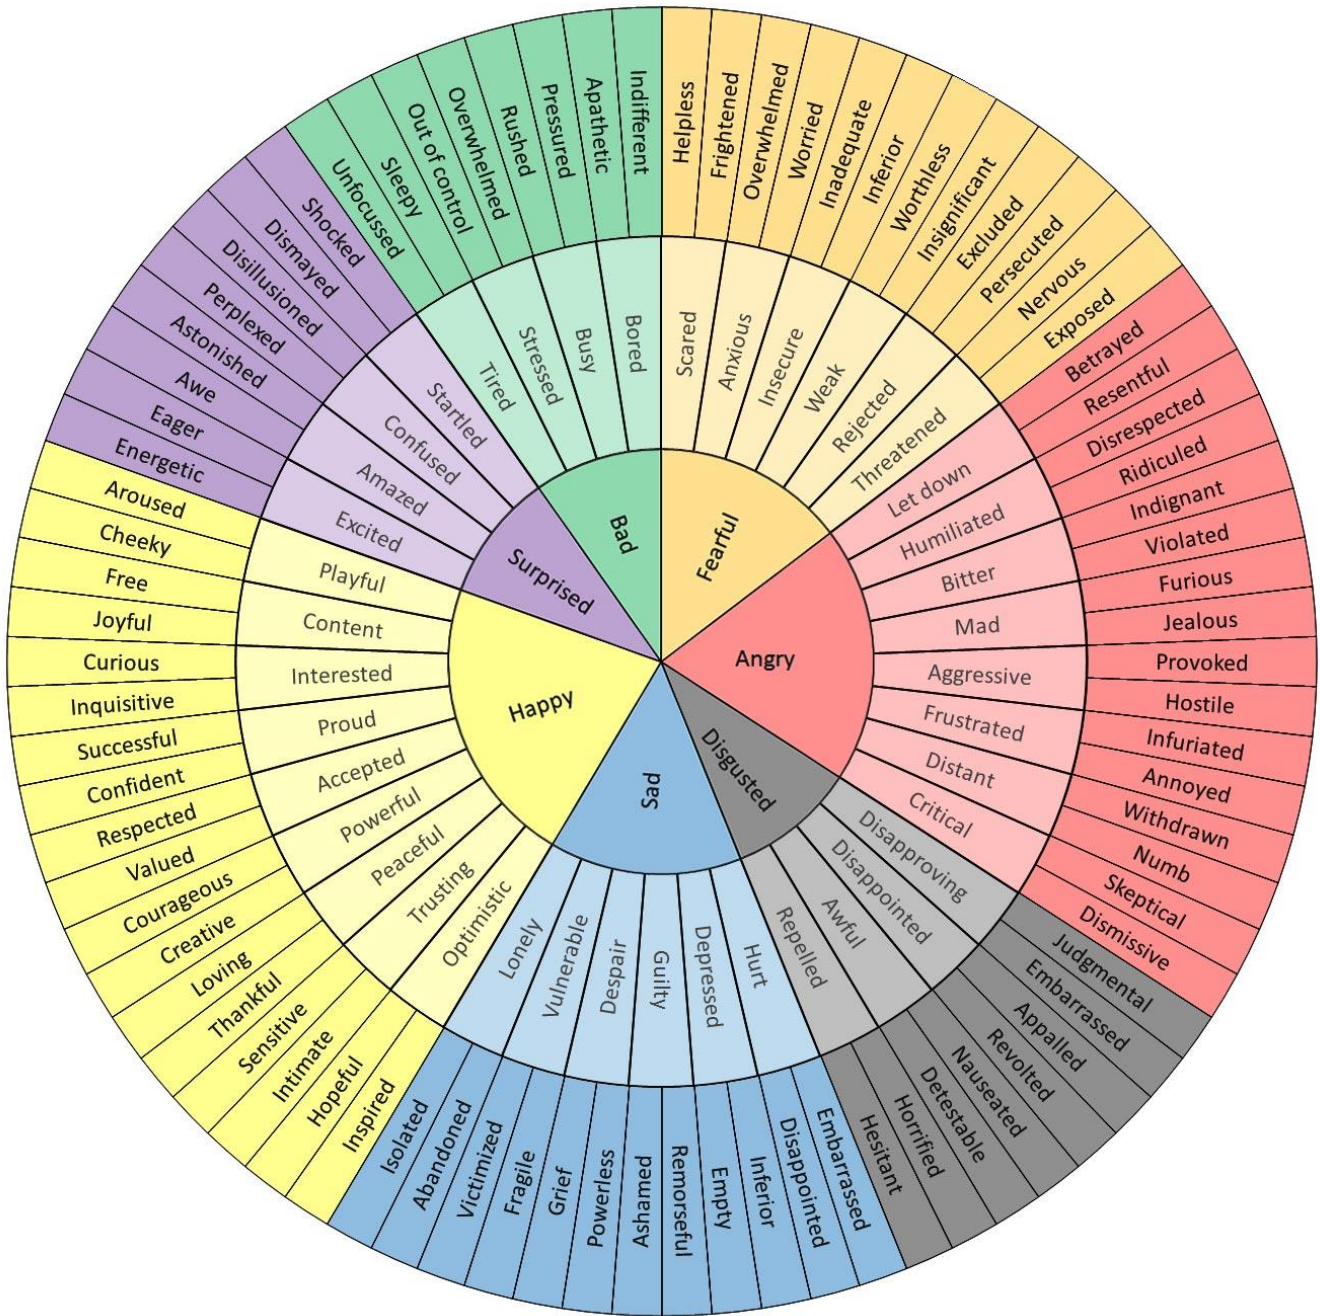 Fearful
Angry
Disgusted
Sad
Happy
Surprised
Bad
Scared
Anxious
Insecure
Weak
Rejected
Threatened
Let down
Humiliated
Bitter
Mad
Aggressive
Frustrated
Distant
Critical
Disapproving
Disappointed
Awful
Repelled
Hurt
Depressed
Guilty
Despair
Vulnerable
Lonely
Optimistic
Trusting
Peaceful
Powerful
Accepted
Proud
Interested
Content
Playful
Excited
Amazed
Confused
Startled
Tired
Stressed
Busy
Bored
Helpless
Frightened
Overwhelmed
Worried
Inadequate
Inferior
Worthless
Insignificant
Excluded
Persecuted
Nervous
Exposed
Betrayed
Resentful
Disrespected
Ridiculed
Indignant
Violated
Furious
Jealous
Provoked
Hostile
Infuriated
Annoyed
Withdrawn
Numb
Skeptical
Dismissive
Judgmental
Embarrassed
Appalled
Revolted
Nauseated
Detestable
Horrified
Hesitant
Embarrassed
Disappointed
Inferior
Empty
Remorseful
Ashamed
Powerless
Grief
Fragile
Victimized
Abandoned
Isolated
Inspired
Hopeful
Intimate
Sensitive
Thankful
Loving
Creative
Courageous
Valued
Respected
Confident
Successful
Inquisitive
Curious
Joyful
Free
Cheeky
Aroused
Energetic
Eager
Awe
Astonished
Perplexed
Disillusioned
Dismayed
Shocked
Unfocussed
Sleepy
Out of control
Overwhelmed
Rushed
Pressured
Apathetic
Indifferent